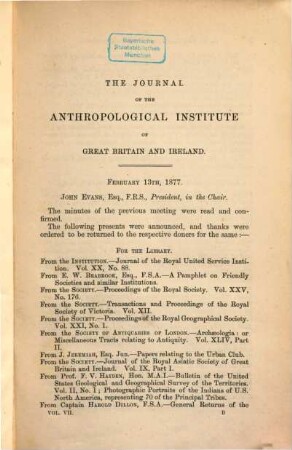 Bayerische
Staatsbibliothek
München
THE JOURNAL
OF THE
ANTHROPOLOGICAL INSTITUTE
OF
GREAT BRITAIN AND IRELAND.
FEBRUARY 13TH, 1877.
JOHN EVANS, Esq., F.R.S., President, in the Chair.
The minutes of the previous meeting were read and con-
firmed.
The following presents were announced, and thanks were
ordered to be returned to the respective donors for the same :—
FOR THE LIBRARY.
From the INSTITUTION.—Journal of the Royal United Service Insti-
tution. Vol. XX, No. 88.
From E. W. BRABROOK, Esq., F.S.A.—A Pamphlet on Friendly
Societies and similar Institutions.
From the SOCIETY.—Proceedings of the Royal Society. Vol. XXV,
No. 176.
From the SOCIETY.—Transactions and Proceedings of the Royal
Society of Victoria. Vol. XII.
From the SOCIETY.—Proceedings of the Royal Geographical Society.
Vol. XXI, No. 1.
From the SOCIETY OF ANTIQUARIES OF LONDON.—Archæologia: or
Miscellaneous Tracts relating to Antiquity. Vol. XLIV, Part
II.
From J. JEREMIAH, Esq., Jun.—Papers relating to the Urban Club.
From the SOCIETY.—Journal of the Royal Asiatic Society of Great
Britain and Ireland. Vol. IX, Part I.
From Prof. F. V. HAYDEN, Hon. M.A.I.—Bulletin of the United
States Geological and Geographical Survey of the Territories.
Vol. II, No. 1; Photographic Portraits of the Indians of U.S.
North America, representing 70 of the Principal Tribes.
From Captain HAROLD DILLON, F.S.A.—General Returns of the
VOL. VII. B